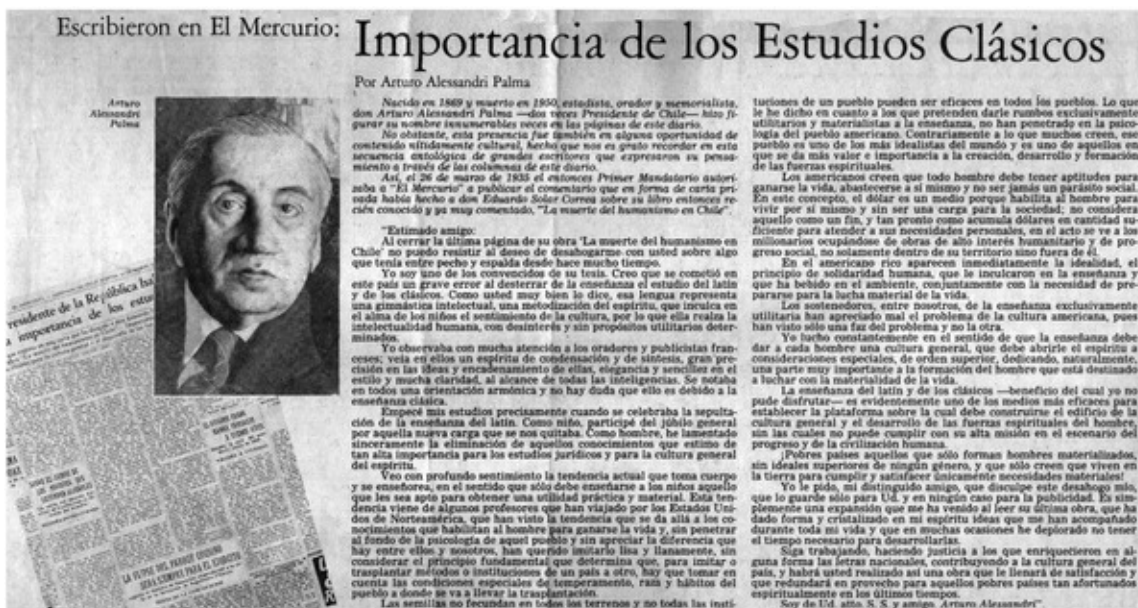 Escribieron en El Mercurio:
Importancia de los Estudios Clásicos
Por Arturo Alessandri Palma
Arturo
Alessandri
Palma
Nacido en 1869 y muerto en 1950, estadista, orador y memorialista,
don Arturo Alessandri Palma —dos veces Presidente de Chile— hizo fi-
gurar su nombre innumerables veces en las páginas de este diario.
No obstante, esta presencia fue también en alguna oportunidad de
contenido nítidamente cultural, hecho que nos es grato recordar en esta
secuencia antológica de grandes escritores que expresaron su pensa-
miento a través de las columnas de este diario.
Así, el 26 de marzo de 1935 el entonces Primer Mandatario autori-
zaba a "El Mercurio" a publicar el comentario que en forma de carta pri-
vada había hecho a don Eduardo Solar Correa sobre su libro entonces re-
cién conocido y ya muy comentado, "La muerte del humanismo en Chile".
"Estimado amigo:
Al cerrar la última página de su obra 'La muerte del humanismo en
Chile' no puedo resistir al deseo de desahogarme con usted sobre algo
que tenía entre pecho y espalda desde hace mucho tiempo.
Yo soy uno de los convencidos de su tesis. Creo que se cometió en
este país un grave error al desterrar de la enseñanza el estudio del latín
y de los clásicos. Como usted muy bien lo dice, esa lengua representa
una gimnástica intelectual, una metodización del espíritu, que inculca en
el alma de los niños el sentimiento de la cultura, por lo que ella realza la
intelectualidad humana, con desinterés y sin propósitos utilitarios deter-
minados.
Yo observaba con mucha atención a los oradores y publicistas fran-
ceses; veía en ellos un espíritu de condensación y de síntesis, gran pre-
cisión en las ideas y encadenamiento de ellas, elegancia y sencillez en el
estilo y mucha claridad, al alcance de todas las inteligencias. Se notaba
en todos una orientación armónica y no hay duda que ello es debido a la
enseñanza clásica.
Empecé mis estudios precisamente cuando se celebraba la sepulta-
ción de la enseñanza del latín. Como niño, participé del júbilo general
por aquella nueva carga que se nos quitaba. Como hombre, he lamentado
sinceramente la eliminación de aquellos conocimientos que estimo de
tan alta importancia para los estudios jurídicos y para la cultura general
del espíritu.
Veo con profundo sentimiento la tendencia actual que toma cuerpo
y se enseñorea, en el sentido que sólo debe enseñarse a los niños aquello
que les sea apto para obtener una utilidad práctica y material. Esta ten-
dencia viene de algunos profesores que han viajado por los Estados Uni-
dos de Norteamérica, que han visto la tendencia que se da allá a los co-
nocimientos que habilitan al hombre para ganarse la vida y, sin penetrar
al fondo de la psicología de aquel pueblo y sin apreciar la diferencia que
hay entre ellos y nosotros, han querido imitarlo lisa y llanamente, sin
considerar el principio fundamental que determina que, para imitar o
trasplantar métodos o instituciones de un país a otro, hay que tomar en
cuenta las condiciones especiales de temperamento, raza y hábitos del
pueblo a donde se va a llevar la trasplantación.
Las semillas no fecundan en todos los terrenos y no todas las insti-
tuciones de un pueblo pueden ser eficaces en todos los pueblos. Lo que
le he dicho en cuanto a los que pretenden darle rumbos exclusivamente
utilitarios y materialistas a la enseñanza, no han penetrado en la psico-
logía del pueblo americano. Contrariamente a lo que muchos creen, ese
pueblo es uno de los más idealistas del mundo y es uno de aquellos en
que se da más valor e importancia a la creación, desarrollo y formación
de las fuerzas espirituales.
Los americanos creen que todo hombre debe tener aptitudes para
ganarse la vida, abastecerse a sí mismo y no ser jamás un parásito social.
En este concepto, el dólar es un medio porque habilita al hombre para
vivir por sí mismo y sin ser una carga para la sociedad; no considera
aquello como un fin, y tan pronto como acumula dólares en cantidad su-
ficiente para atender a sus necesidades personales, en el acto se ve a los
millonarios ocupándose de obras de alto interés humanitario y de pro-
greso social, no solamente dentro de su territorio sino fuera de él.
En el americano rico aparecen inmediatamente la idealidad, el
principio de solidaridad humana, que le inculcaron en la enseñanza y
que ha bebido en el ambiente, conjuntamente con la necesidad de pre-
pararse para la lucha material de la vida.
Los sostenedores, entre nosotros, de la enseñanza exclusivamente
utilitaria han apreciado mal el problema de la cultura americana, pues
han visto sólo una faz del problema y no la otra.
Yo lucho constantemente en el sentido de que la enseñanza debe
dar a cada hombre una cultura general, que debe abrirle el espíritu a
consideraciones especiales, de orden superior, dedicando, naturalmente,
una parte muy importante a la formación del hombre que está destinado
a luchar con la materialidad de la vida.
La enseñanza del latín y de los clásicos —beneficio del cual yo no
pude disfrutar— es evidentemente uno de los medios más eficaces para
establecer la plataforma sobre la cual debe construirse el edificio de la
cultura general y el desarrollo de las fuerzas espirituales del hombre,
sin las cuales no puede cumplir con su alta misión en el escenario del
progreso y de la civilización humana.
¡Pobres países aquellos que sólo forman hombres materializados,
sin ideales superiores de ningún género, y que sólo creen que viven en
la tierra para cumplir y satisfacer únicamente necesidades materiales!
Yo le pido, mi distinguido amigo, que disculpe este desahogo mío,
que lo guarde sólo para Ud. y en ningún caso para la publicidad. Es sim-
plemente una expansión que me ha venido al leer su última obra, que ha
dado forma y cristalizado en mi espíritu ideas que me han acompañado
durante toda mi vida y que en muchas ocasiones he deplorado no tener
el tiempo necesario para desarrollarlas.
Siga trabajando, haciendo justicia a los que enriquecieron en al-
guna forma las letras nacionales, contribuyendo a la cultura general del
país, y habrá usted realizado así una obra que le llenará de satisfacción y
que redundará en provecho para aquellos pobres países tan afortunados
espiritualmente en los últimos tiempos.
Soy de Ud. atto. S. S. y amigo, Arturo Alessandri".
residente de la República ha
importancia de los estu
LA FLOTA DEL PARQUE COUSIÑO